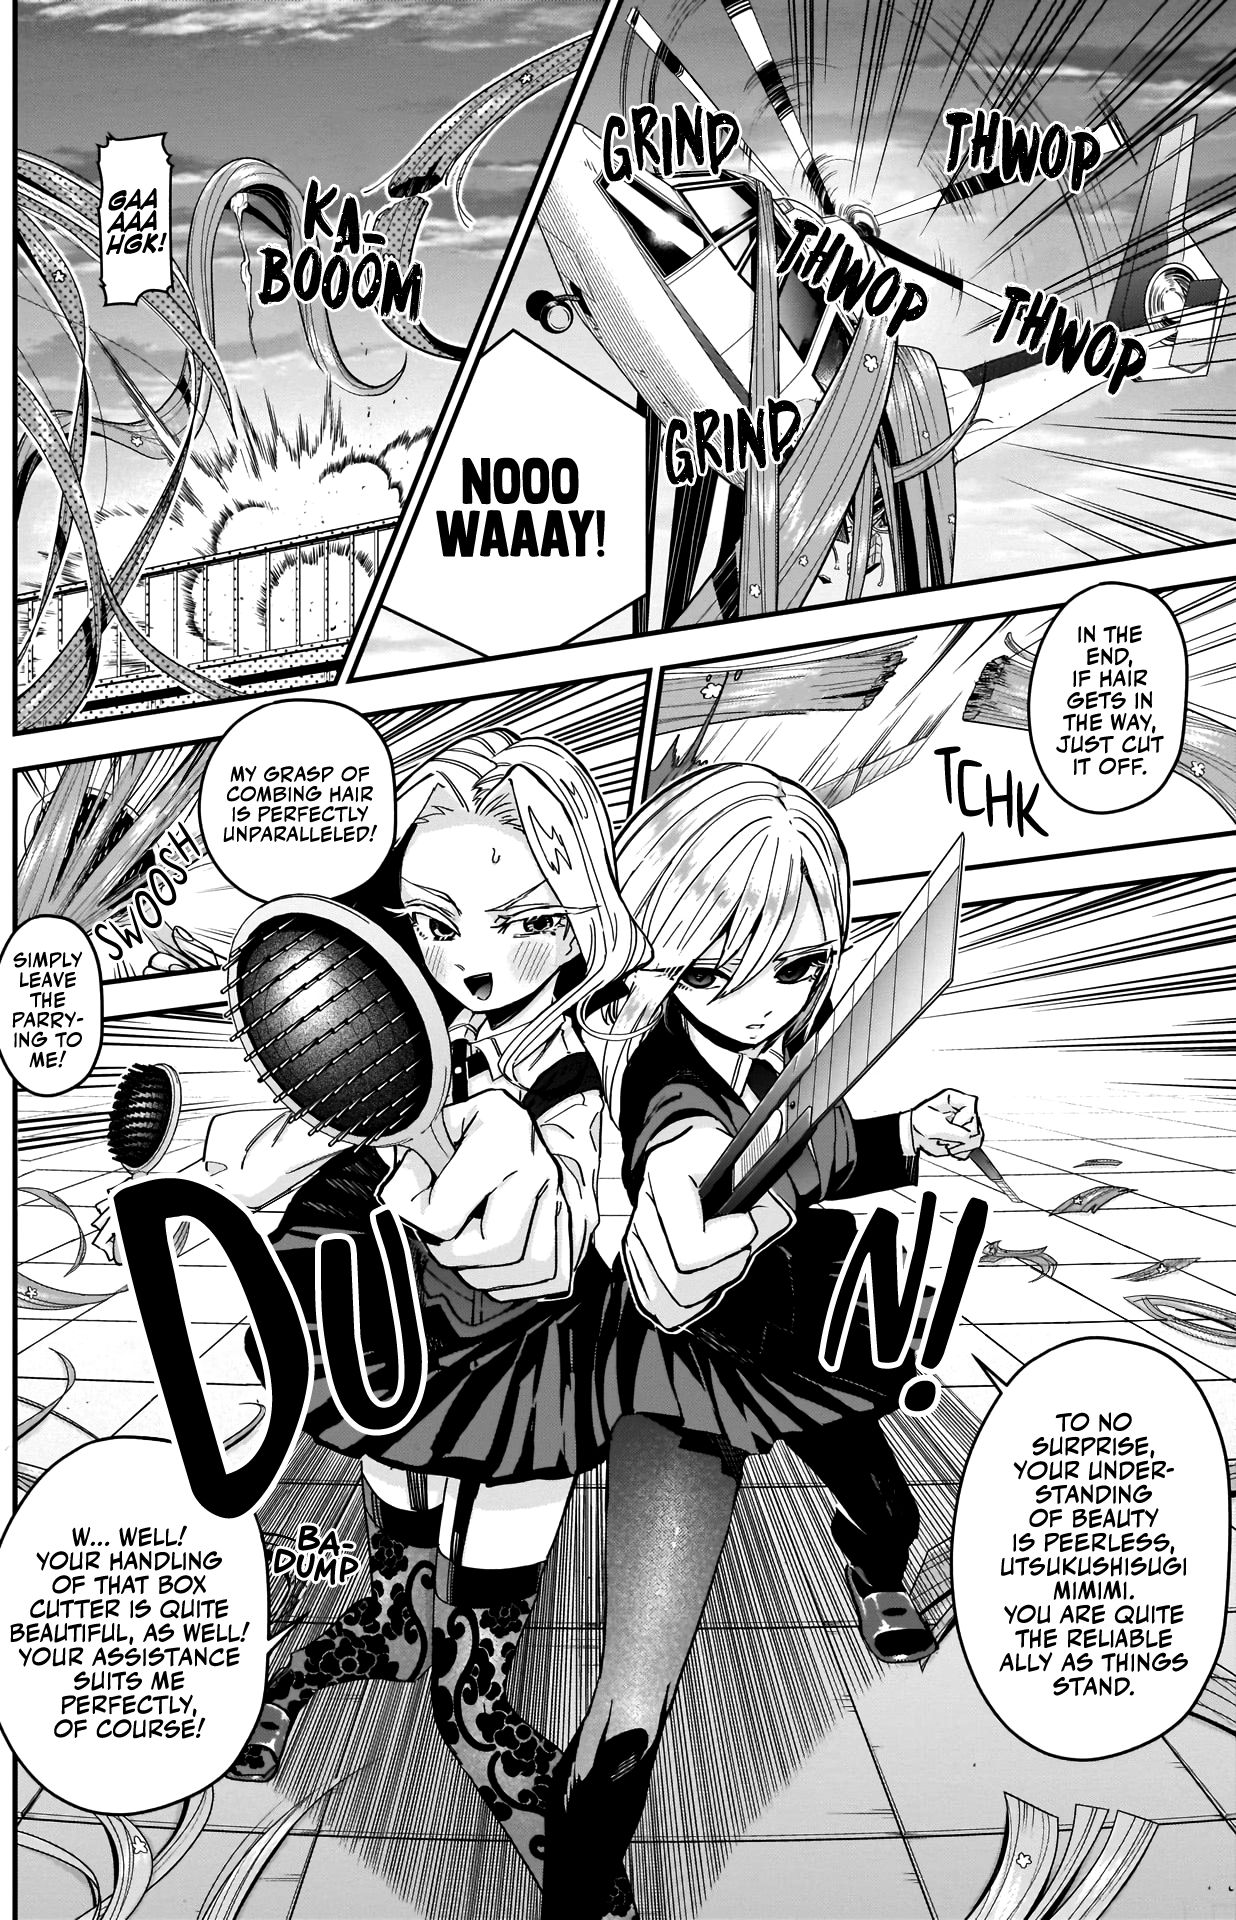 GRIND
THWOP
THWOP
THWOP
GRIND
NOOO
WAAAY!
KA-
BOOOM
GAA
AAA
HGK!
IN THE
END,
IF HAIR
GETS IN
THE WAY,
JUST CUT
IT OFF.
TCHK
MY GRASP OF
COMBING HAIR
IS PERFECTLY
UNPARALLELED!
SWOOSH
SIMPLY
LEAVE
THE
PARRY-
ING TO
ME!
DUN!
TO NO
SURPRISE,
YOUR UNDER-
STANDING
OF BEAUTY
IS PEERLESS,
UTSUKUSHISUGI
MIMIMI.
YOU ARE QUITE
THE RELIABLE
ALLY AS THINGS
STAND.
BA-
DUMP
W... WELL!
YOUR HANDLING
OF THAT BOX
CUTTER IS QUITE
BEAUTIFUL, AS WELL!
YOUR ASSISTANCE
SUITS ME
PERFECTLY,
OF COURSE!